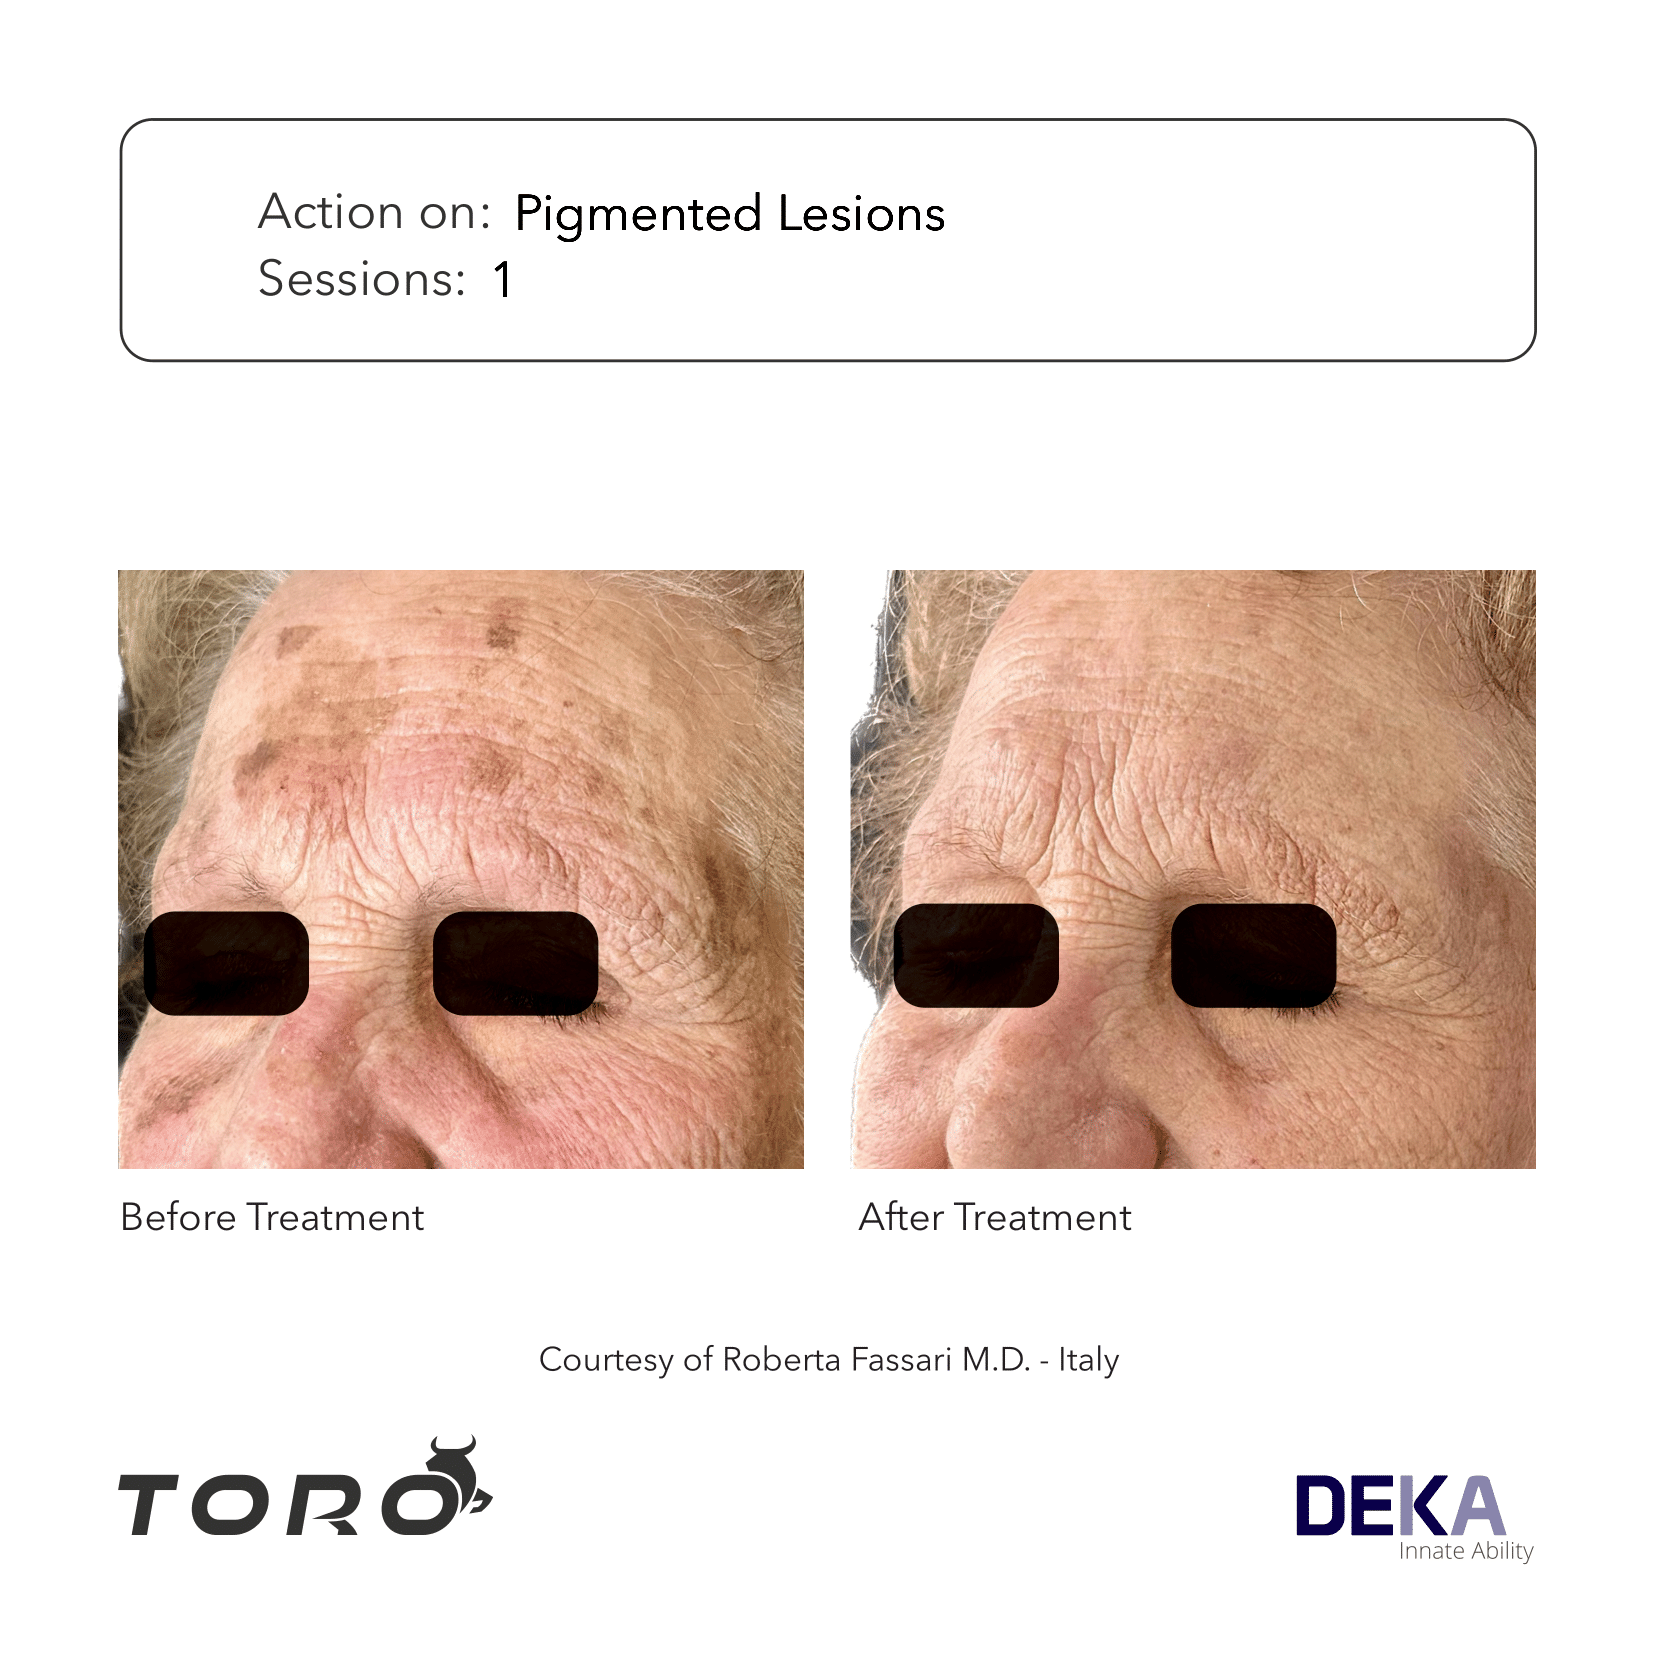 Action on: Pigmented Lesions
Sessions: 1
Before Treatment
After Treatment
Courtesy of Roberta Fassari M.D. - Italy
TORO
DEKA
Innate Ability